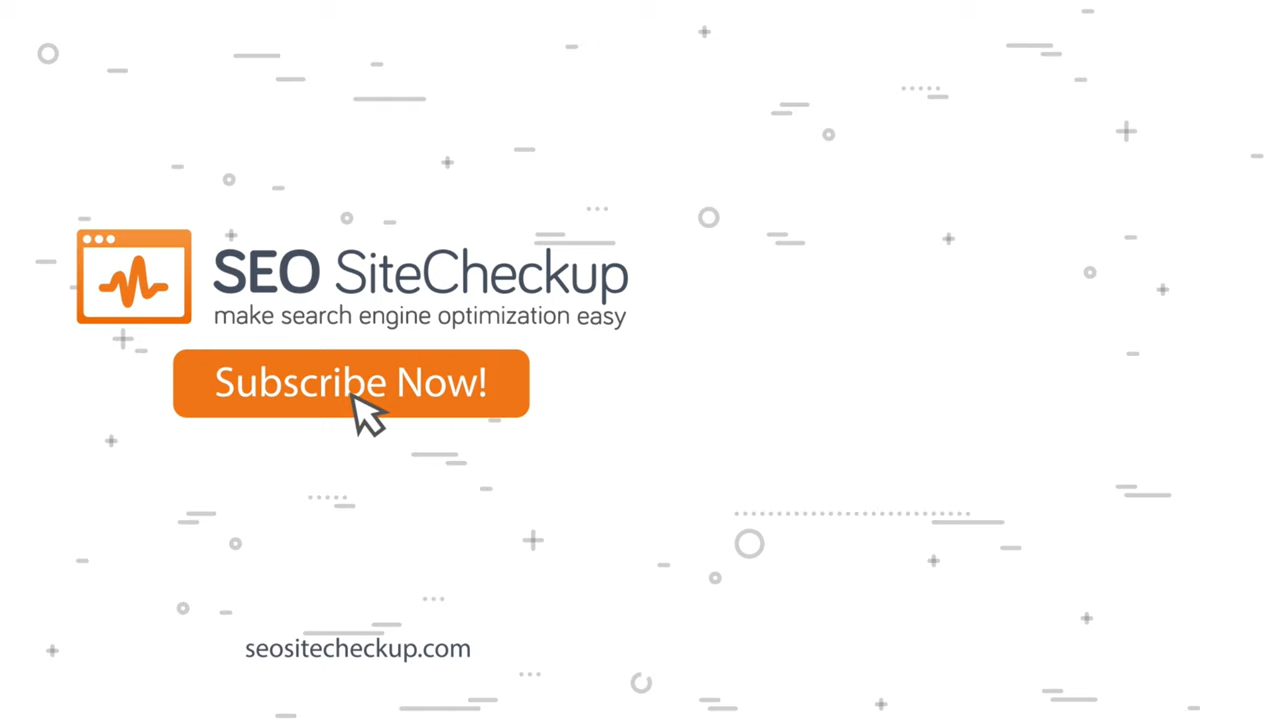 SEO SiteCheckup
make search engine optimization easy
Subscribe Now!
seositecheckup.com